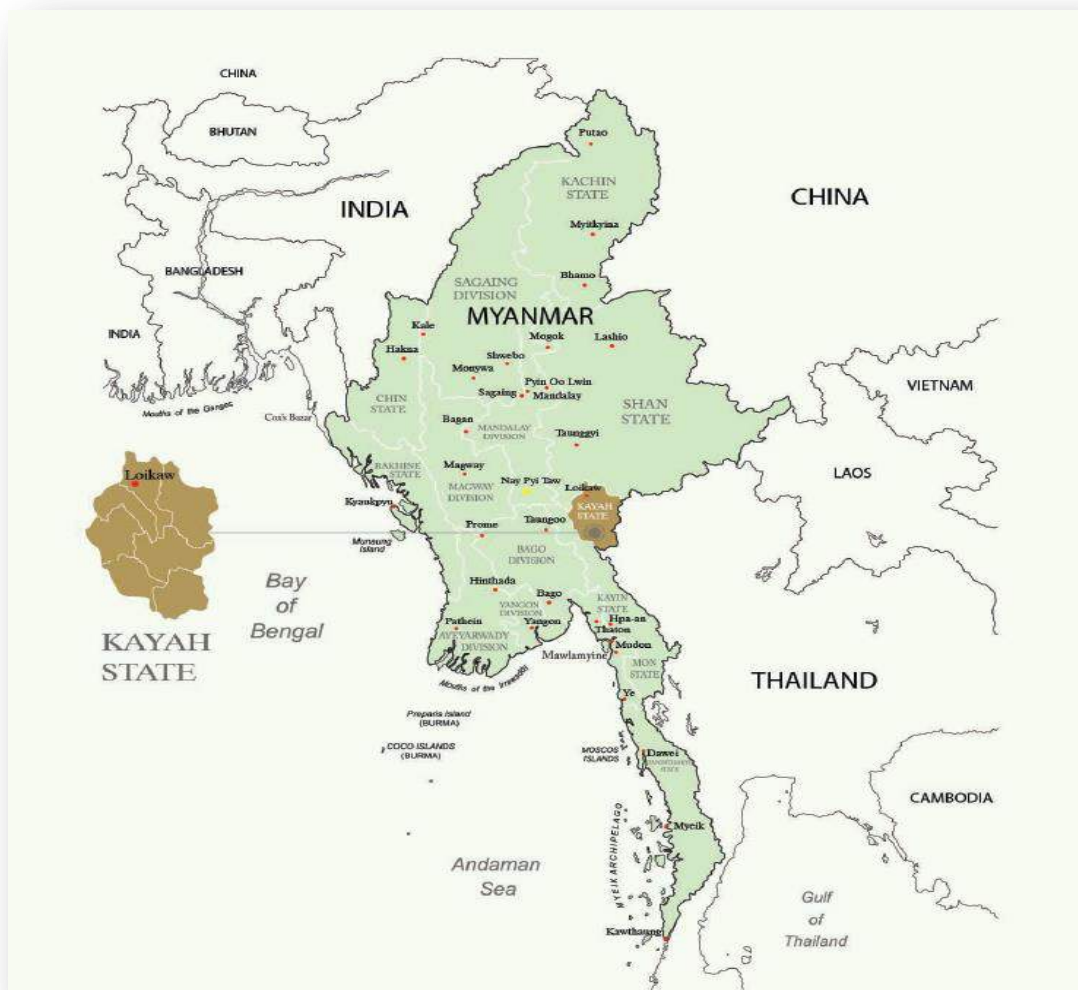 CHINA
BHUTAN
Putao
KACHIN
STATE
CHINA
INDIA
Myitkyina
BANGLADESH
Bhamo
SAGAING
DIVISION
MYANMAR
INDIA
Kale
Mogok
Lashio
Hakna
Shwebo
Monywa
VIETNAM
Pyin Oo Lwin
Sagaing
Mandalay
CHIN
STATE
SHAN
STATE
Mouths of the Ganges
Cox's Bazar
Bagan
MANDALAY
DIVISION
Taunggyi
RAKHINE
STATE
Magway
LAOS
Loikaw
MAGWAY
DIVISION
Nay Pyi Taw
Loikaw
Kyaukpyu
KAYAH
STATE
Prome
Taungoo
Munaung
Island
BAGO
DIVISION
Bay
of
Bengal
Hinthada
Bago
KAYIN
STATE
YANGON
DIVISION
Hpa-an
KAYAH
STATE
Pathein
Yangon
Thaton
AYEYARWADY
DIVISION
Mudon
Mawlamyine
MON
STATE
Mouths of the Irrawaddy
THAILAND
Ye
Preparis Island
(BURMA)
COCO ISLANDS
(BURMA)
MOSCOS
ISLANDS
Dawei
STATE
CAMBODIA
MYEIK ARCHIPELAGO
Myeik
Andaman
Sea
Gulf
of
Thailand
Kawthaung